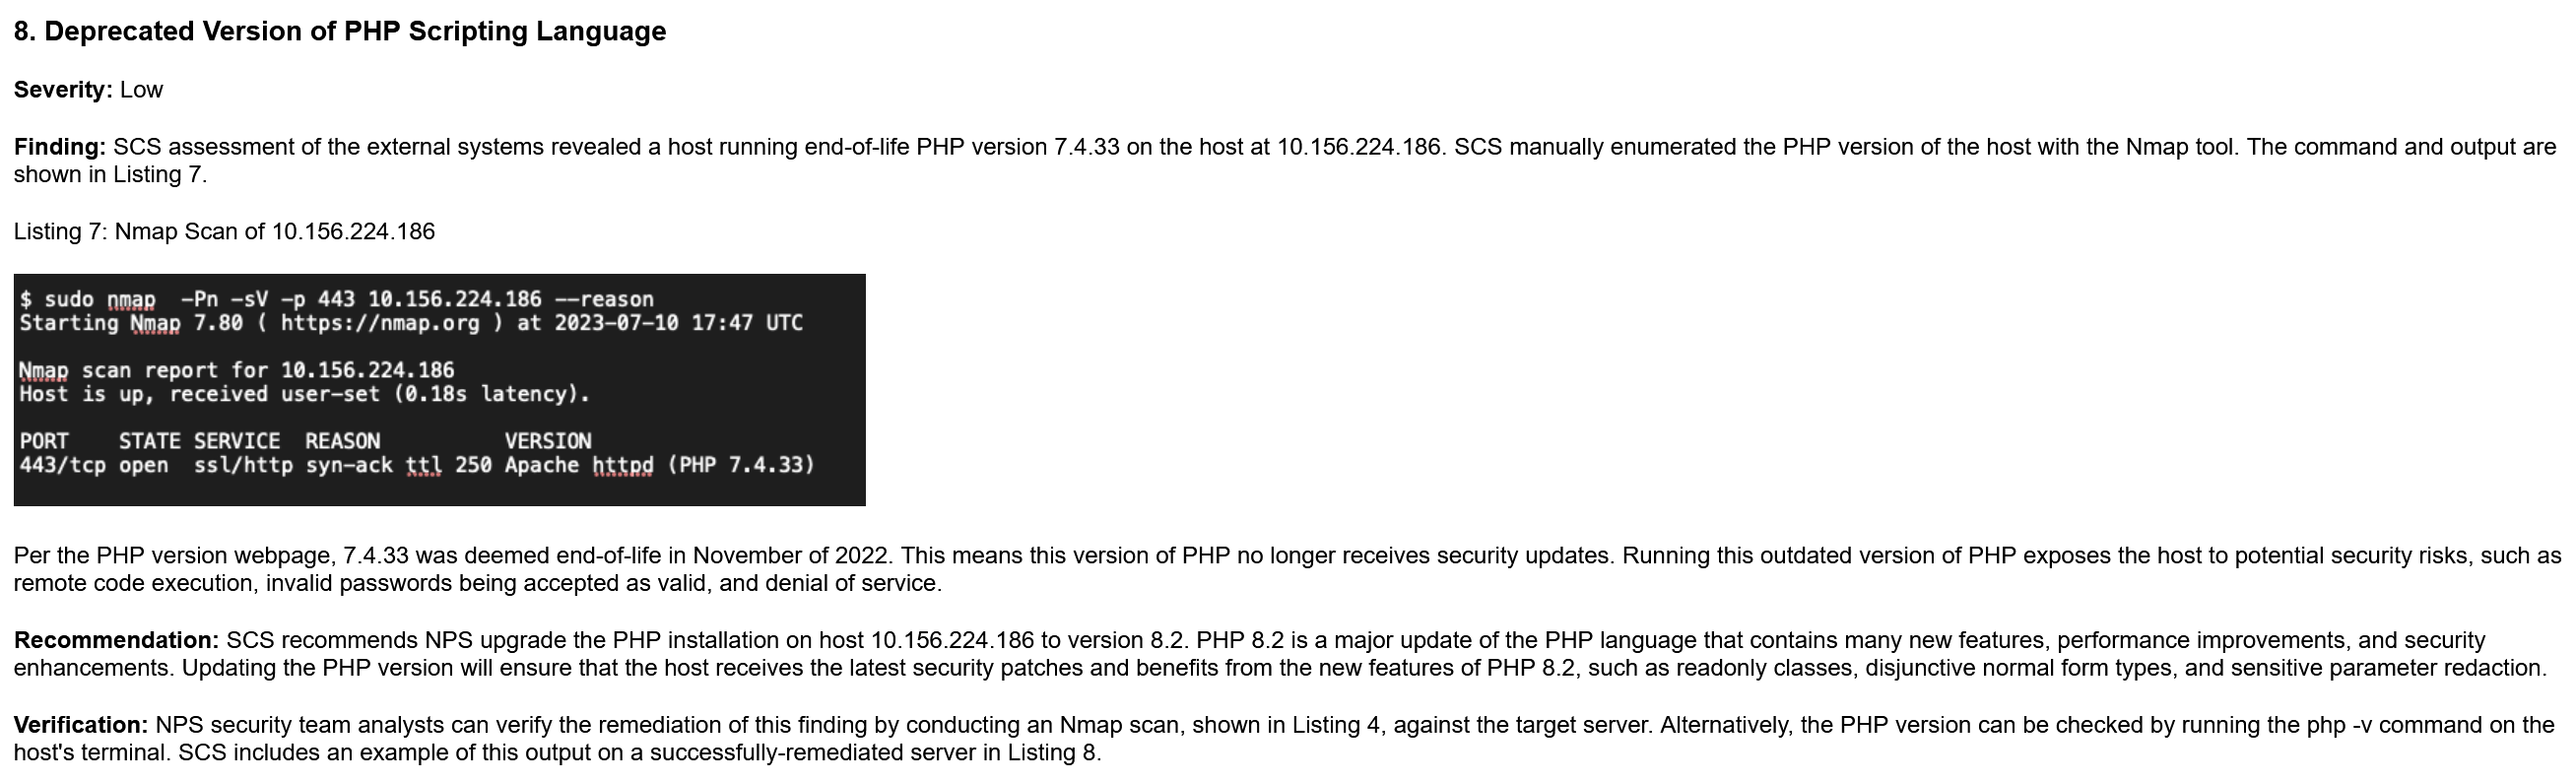 8. Deprecated Version of PHP Scripting Language
Severity: Low
Finding: SCS assessment of the external systems revealed a host running end-of-life PHP version 7.4.33 on the host at 10.156.224.186. SCS manually enumerated the PHP version of the host with the Nmap tool. The command and output are
shown in Listing 7.
Listing 7: Nmap Scan of 10.156.224.186
$ sudo nmap  -Pn -sV -p 443 10.156.224.186 --reason
Starting Nmap 7.80 ( https://nmap.org ) at 2023-07-10 17:47 UTC
Nmap scan report for 10.156.224.186
Host is up, received user-set (0.18s latency).
PORT    STATE SERVICE  REASON          VERSION
443/tcp open  ssl/http syn-ack ttl 250 Apache httpd (PHP 7.4.33)
Per the PHP version webpage, 7.4.33 was deemed end-of-life in November of 2022. This means this version of PHP no longer receives security updates. Running this outdated version of PHP exposes the host to potential security risks, such as
remote code execution, invalid passwords being accepted as valid, and denial of service.
Recommendation: SCS recommends NPS upgrade the PHP installation on host 10.156.224.186 to version 8.2. PHP 8.2 is a major update of the PHP language that contains many new features, performance improvements, and security
enhancements. Updating the PHP version will ensure that the host receives the latest security patches and benefits from the new features of PHP 8.2, such as readonly classes, disjunctive normal form types, and sensitive parameter redaction.
Verification: NPS security team analysts can verify the remediation of this finding by conducting an Nmap scan, shown in Listing 4, against the target server. Alternatively, the PHP version can be checked by running the php -v command on the
host's terminal. SCS includes an example of this output on a successfully-remediated server in Listing 8.